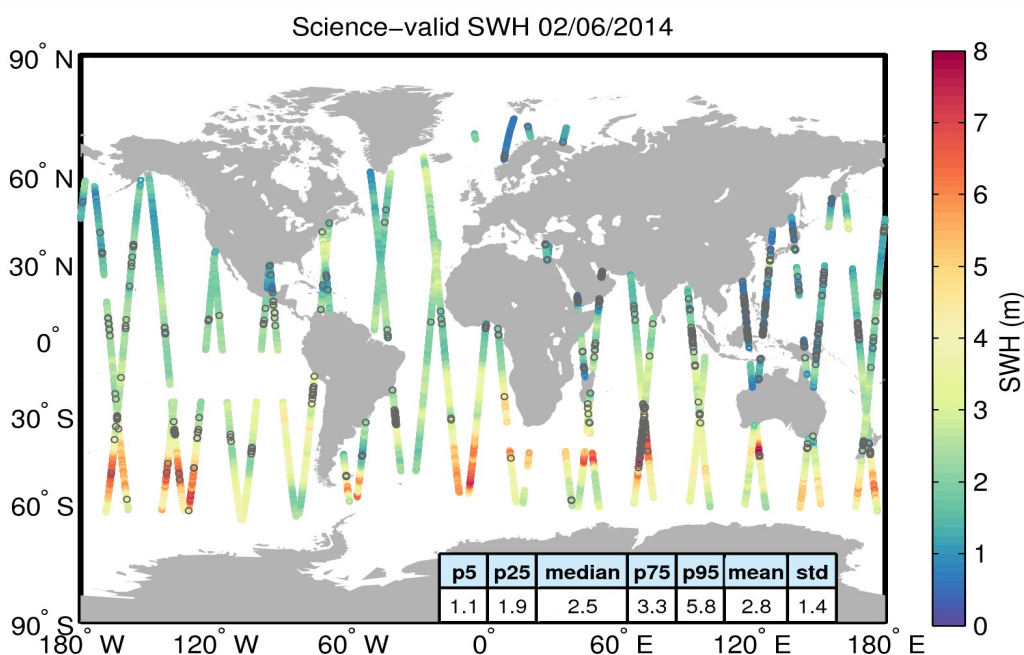 Science−valid SWH 02/06/2014
90° N
60° N
30° N
0°
30° S
60° S
90° S
180° W
120° W
60° W
0°
60° E
120° E
180° E
p5 p25 median p75 p95 mean std
1.1 1.9 2.5 3.3 5.8 2.8 1.4
8
7
6
5
4
3
2
1
0
SWH (m)